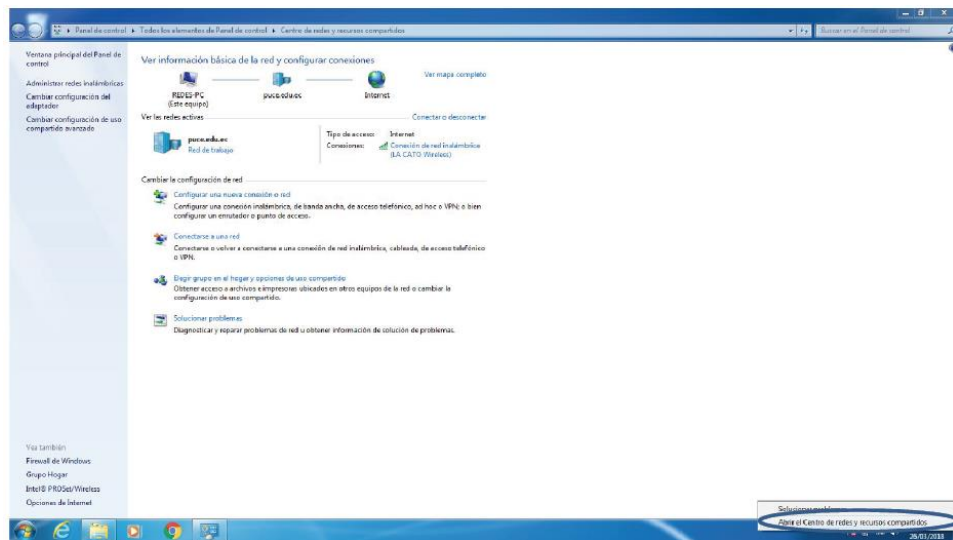 Panel de control ▸ Todos los elementos de Panel de control ▸ Centro de redes y recursos compartidos
Buscar en el Panel de control
Ventana principal del Panel de
control
Administrar redes inalámbricas
Cambiar configuración del
adaptador
Cambiar configuración de uso
compartido avanzado
Ver información básica de la red y configurar conexiones
Ver mapa completo
REDES-PC
(Este equipo)
puce.edu.ec
Internet
Ver las redes activas
Conectar o desconectar
puce.edu.ec
Red de trabajo
Tipo de acceso: Internet
Conexiones: Conexión de red inalámbrica
(LA CATO Wireless)
Cambiar la configuración de red
Configurar una nueva conexión o red
Configurar una conexión inalámbrica, de banda ancha, de acceso telefónico, ad hoc o VPN; o bien
configurar un enrutador o punto de acceso.
Conectarse a una red
Conectarse o volver a conectarse a una conexión de red inalámbrica, cableada, de acceso telefónico
o VPN.
Elegir grupo en el hogar y opciones de uso compartido
Obtener acceso a archivos e impresoras ubicados en otros equipos de la red o cambiar la
configuración de uso compartido.
Solucionar problemas
Diagnosticar y reparar problemas de red u obtener información de solución de problemas.
Vea también
Firewall de Windows
Grupo Hogar
Intel® PROSet/Wireless
Opciones de Internet
Solucionar problemas
Abrir el Centro de redes y recursos compartidos
26/01/2018